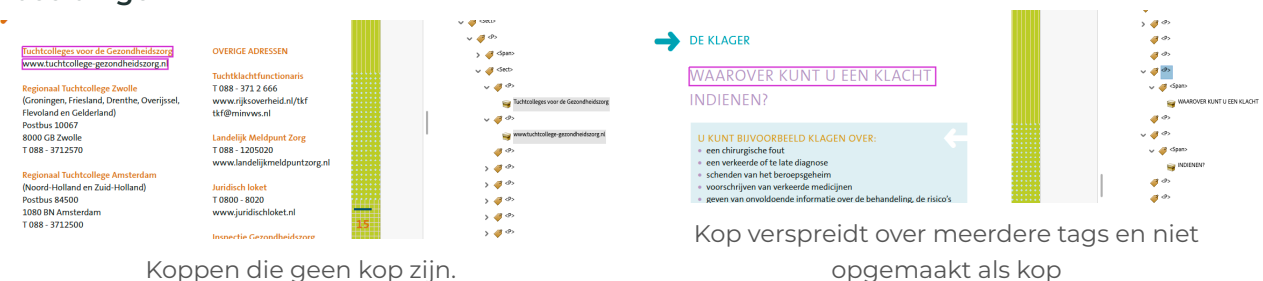 Tuchtcolleges voor de Gezondheidszorg
www.tuchtcollege-gezondheidszorg.nl
Regionaal Tuchtcollege Zwolle
(Groningen, Friesland, Drenthe, Overijssel,
Flevoland en Gelderland)
Postbus 10067
8000 GB Zwolle
T 088 - 3712570
Regionaal Tuchtcollege Amsterdam
(Noord-Holland en Zuid-Holland)
Postbus 84500
1080 BN Amsterdam
T 088 - 3712500
OVERIGE ADRESSEN
Tuchtklachtfunctionaris
T 088 - 371 2 666
www.rijksoverheid.nl/tkf
tkf@minvws.nl
Landelijk Meldpunt Zorg
T 088 - 1205020
www.landelijkmeldpuntzorg.nl
Juridisch loket
T 0800 - 8020
www.juridischloket.nl
Inspectie Gezondheidszorg
15
<Sect>
<P>
<Span>
<Sect>
<P>
Tuchtcolleges voor de Gezondheidszorg
<P>
www.tuchtcollege-gezondheidszorg.nl
<P>
<P>
<P>
<P>
<P>
<P>
Koppen die geen kop zijn.
DE KLAGER
WAAROVER KUNT U EEN KLACHT
INDIENEN?
U KUNT BIJVOORBEELD KLAGEN OVER:
een chirurgische fout
een verkeerde of te late diagnose
schenden van het beroepsgeheim
voorschrijven van verkeerde medicijnen
geven van onvoldoende informatie over de behandeling, de risico's
<P>
<P>
<P>
<P>
<Span>
WAAROVER KUNT U EEN KLACHT
<P>
<P>
<Span>
INDIENEN?
<P>
<P>
Kop verspreidt over meerdere tags en niet
opgemaakt als kop